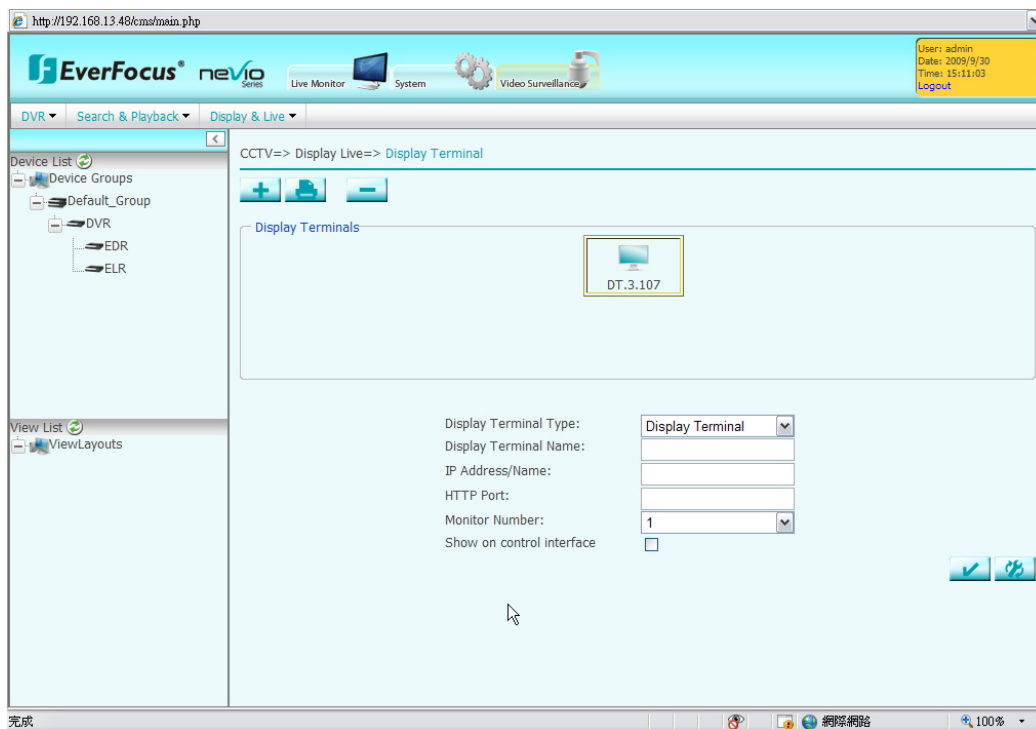 http://192.168.13.48/cms/main.php
EverFocus® nevio Series
Live Monitor
System
Video Surveillance
User: admin
Date: 2009/9/30
Time: 15:11:03
Logout
DVR
Search & Playback
Display & Live
Device List
Device Groups
Default_Group
DVR
EDR
ELR
View List
ViewLayouts
CCTV=> Display Live=> Display Terminal
Display Terminals
DT.3.107
Display Terminal Type: Display Terminal
Display Terminal Name:
IP Address/Name:
HTTP Port:
Monitor Number: 1
Show on control interface
完成
網際網路
100%